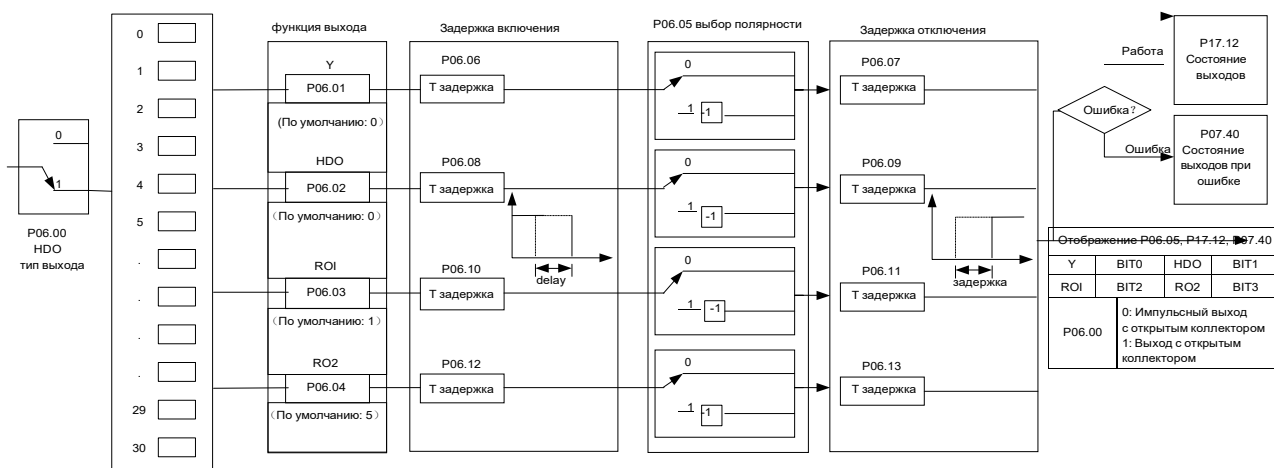 0
1
2
3
4
5
.
.
.
.
29
30
0
1
P06.00
HDO
тип выхода
функция выхода
Y
P06.01
(По умолчанию: 0)
HDO
P06.02
(По умолчанию: 0)
ROI
P06.03
(По умолчанию: 1)
RO2
P06.04
(По умолчанию: 5)
Задержка включения
P06.06
T задержка
P06.08
T задержка
delay
P06.10
T задержка
P06.12
T задержка
P06.05 выбор полярности
0
1
-1
0
1
-1
0
1
-1
0
1
-1
Задержка отключения
P06.07
T задержка
P06.09
T задержка
задержка
P06.11
T задержка
P06.13
T задержка
Работа
P17.12
Состояние
выходов
Ошибка?
Ошибка
P07.40
Состояние
выходов при
ошибке
Отображение P06.05, P17.12, P07.40
Y BIT0 HDO BIT1
ROI BIT2 RO2 BIT3
P06.00
0: Импульсный выход
с открытым коллектором
1: Выход с открытым
коллектором